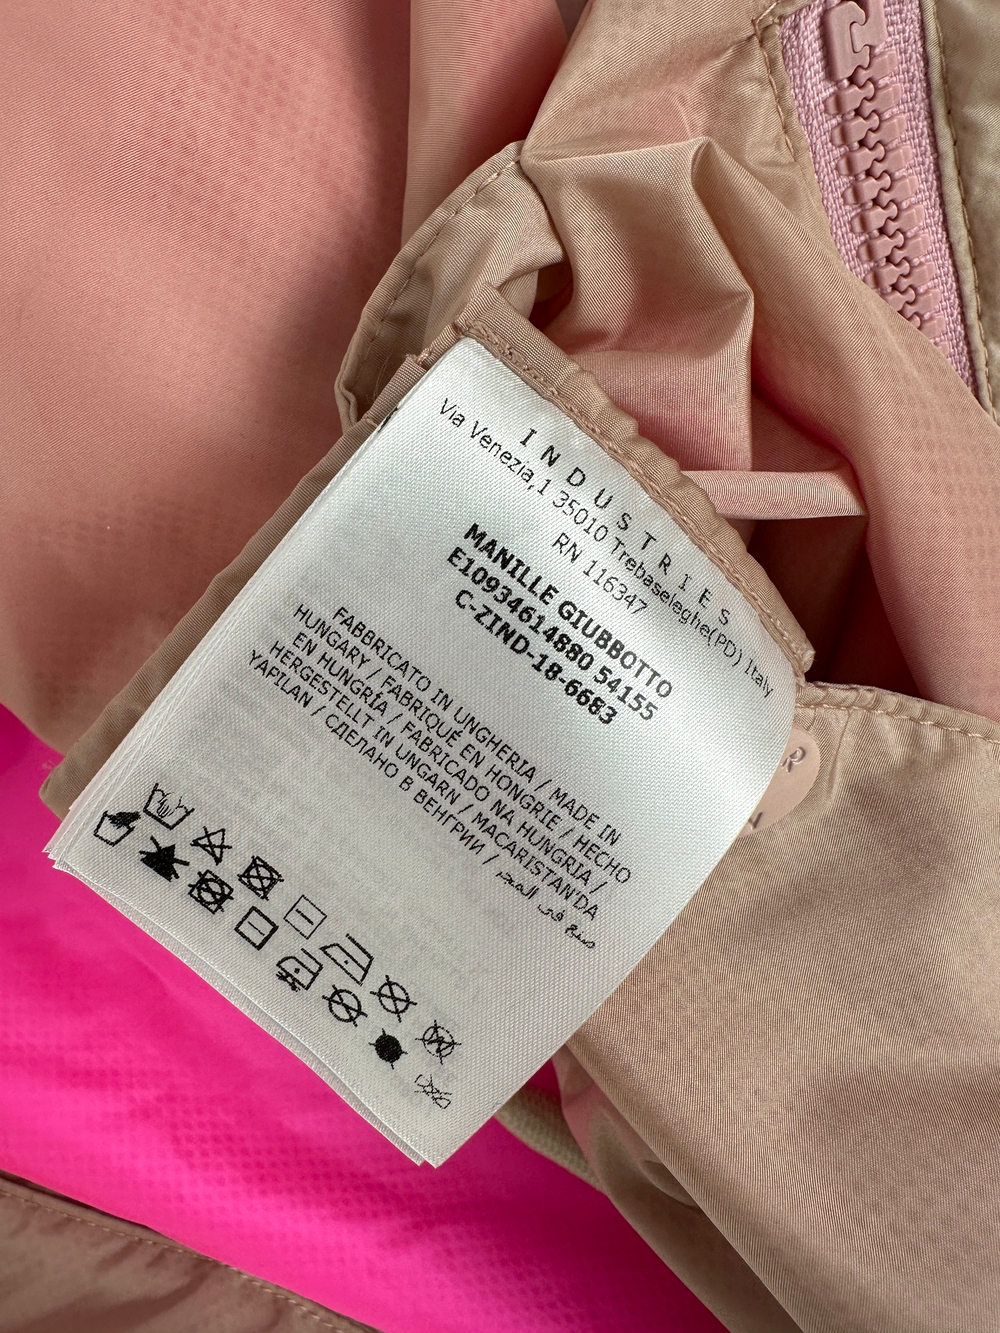 INDUSTRIES
Via Venezia,1 35010 Trebaseleghe(PD) Italy
RN 116347
MANILLE GIUBBOTTO
E10934614880 54155
C-ZIND-18-6683
FABBRICATO IN UNGHERIA / MADE IN
HUNGARY / FABRIQUÉ EN HONGRIE / HECHO
EN HUNGRÍA / FABRICADO NA HUNGRIA /
HERGESTELLT IN UNGARN / MACARISTAN'DA
YAPILAN / СДЕЛАНО В ВЕНГРИИ /
صنع في المجر
R